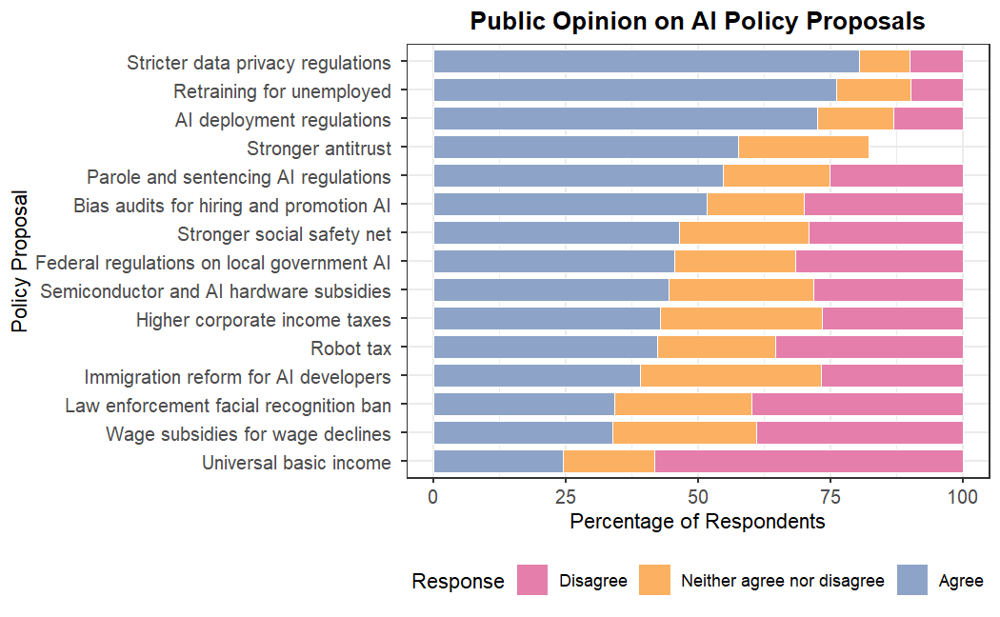 Public Opinion on AI Policy Proposals
Policy Proposal
Stricter data privacy regulations
Retraining for unemployed
AI deployment regulations
Stronger antitrust
Parole and sentencing AI regulations
Bias audits for hiring and promotion AI
Stronger social safety net
Federal regulations on local government AI
Semiconductor and AI hardware subsidies
Higher corporate income taxes
Robot tax
Immigration reform for AI developers
Law enforcement facial recognition ban
Wage subsidies for wage declines
Universal basic income
0 25 50 75 100
Percentage of Respondents
Response Disagree Neither agree nor disagree Agree